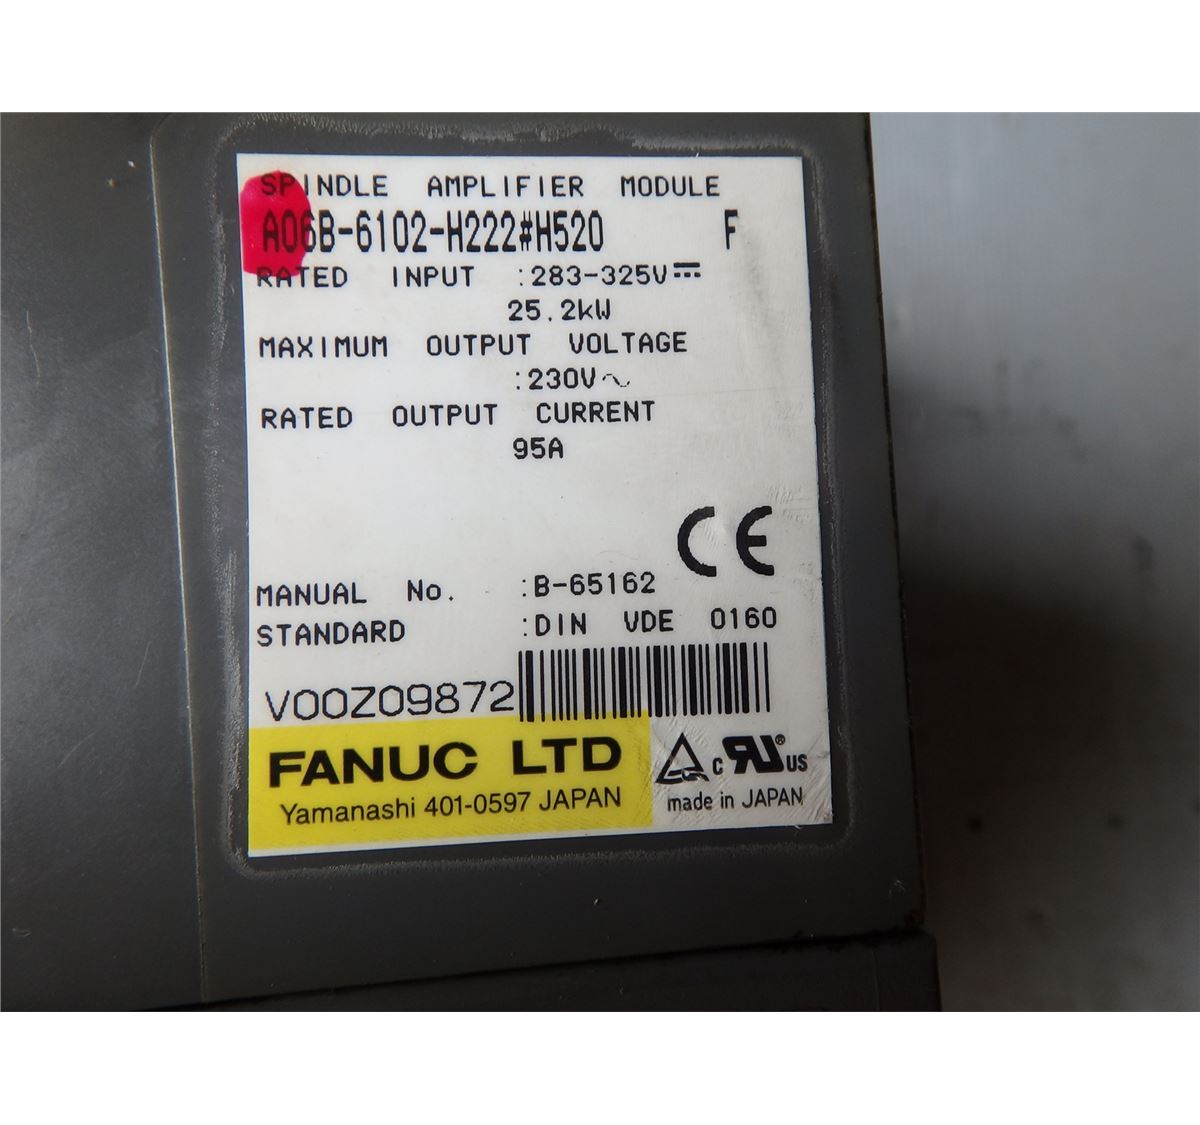 SPINDLE AMPLIFIER MODULE
A06B-6102-H222#H520 F
RATED INPUT :283-325V⎓
25.2kW
MAXIMUM OUTPUT VOLTAGE
:230V~
RATED OUTPUT CURRENT
95A
CE
MANUAL No. :B-65162
STANDARD :DIN VDE 0160
V00Z09872
FANUC LTD
Yamanashi 401-0597 JAPAN
c RU® US
made in JAPAN